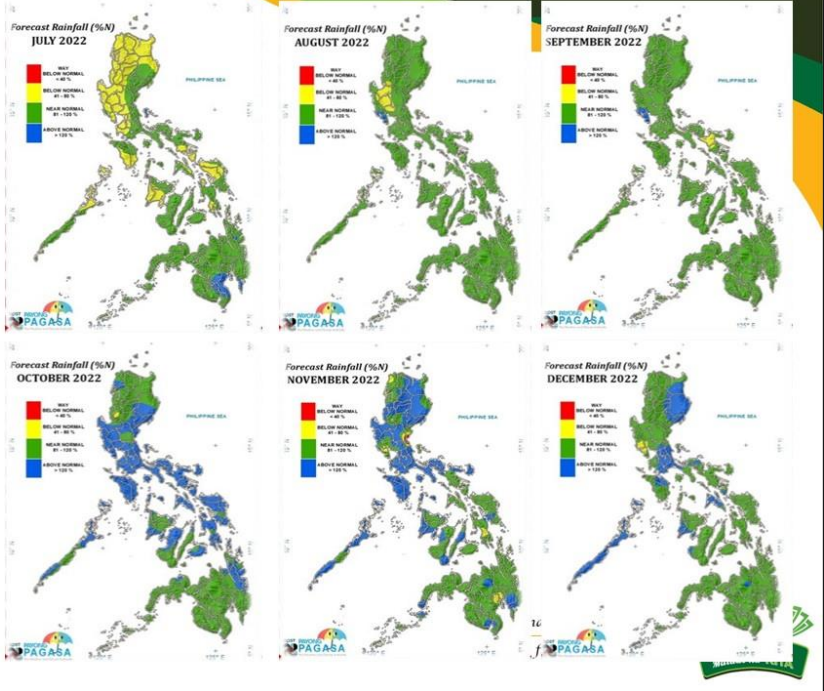 Forecast Rainfall (%N)
JULY 2022
WAY
BELOW NORMAL
< 40 %
BELOW NORMAL
41 - 80 %
NEAR NORMAL
81 - 120 %
ABOVE NORMAL
> 120 %
PHILIPPINE SEA
PAGASA
Forecast Rainfall (%N)
AUGUST 2022
WAY
BELOW NORMAL
< 40 %
BELOW NORMAL
41 - 80 %
NEAR NORMAL
81 - 120 %
ABOVE NORMAL
> 120 %
PHILIPPINE SEA
PAGASA
Forecast Rainfall (%N)
SEPTEMBER 2022
WAY
BELOW NORMAL
< 40 %
BELOW NORMAL
41 - 80 %
NEAR NORMAL
81 - 120 %
ABOVE NORMAL
> 120 %
PHILIPPINE SEA
PAGASA
Forecast Rainfall (%N)
OCTOBER 2022
WAY
BELOW NORMAL
< 40 %
BELOW NORMAL
41 - 80 %
NEAR NORMAL
81 - 120 %
ABOVE NORMAL
> 120 %
PHILIPPINE SEA
PAGASA
Forecast Rainfall (%N)
NOVEMBER 2022
WAY
BELOW NORMAL
< 40 %
BELOW NORMAL
41 - 80 %
NEAR NORMAL
81 - 120 %
ABOVE NORMAL
> 120 %
PHILIPPINE SEA
PAGASA
Forecast Rainfall (%N)
DECEMBER 2022
WAY
BELOW NORMAL
< 40 %
BELOW NORMAL
41 - 80 %
NEAR NORMAL
81 - 120 %
ABOVE NORMAL
> 120 %
PHILIPPINE SEA
PAGASA